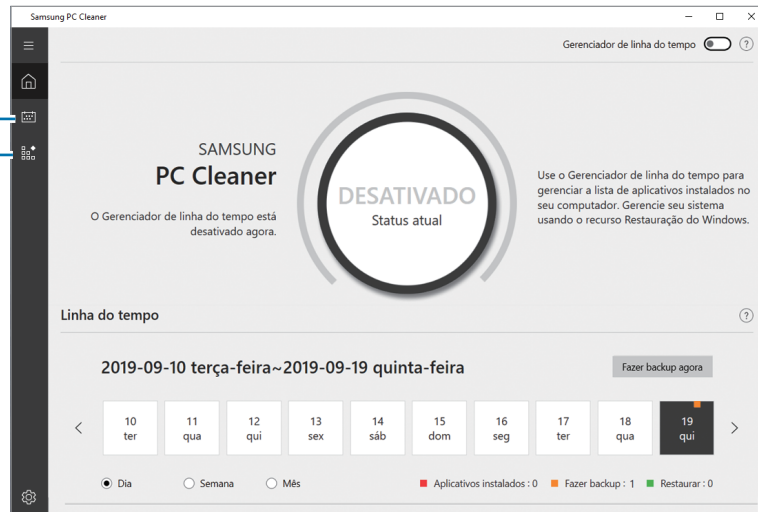 Samsung PC Cleaner
Gerenciador de linha do tempo
?
SAMSUNG
PC Cleaner
O Gerenciador de linha do tempo está
desativado agora.
DESATIVADO
Status atual
Use o Gerenciador de linha do tempo para
gerenciar a lista de aplicativos instalados no
seu computador. Gerencie seu sistema
usando o recurso Restauração do Windows.
Linha do tempo
?
2019-09-10 terça-feira~2019-09-19 quinta-feira
Fazer backup agora
10 11 12 13 14 15 16 17 18 19
ter qua qui sex sáb dom seg ter qua qui
Dia Semana Mês Aplicativos instalados : 0 Fazer backup : 1 Restaurar : 0